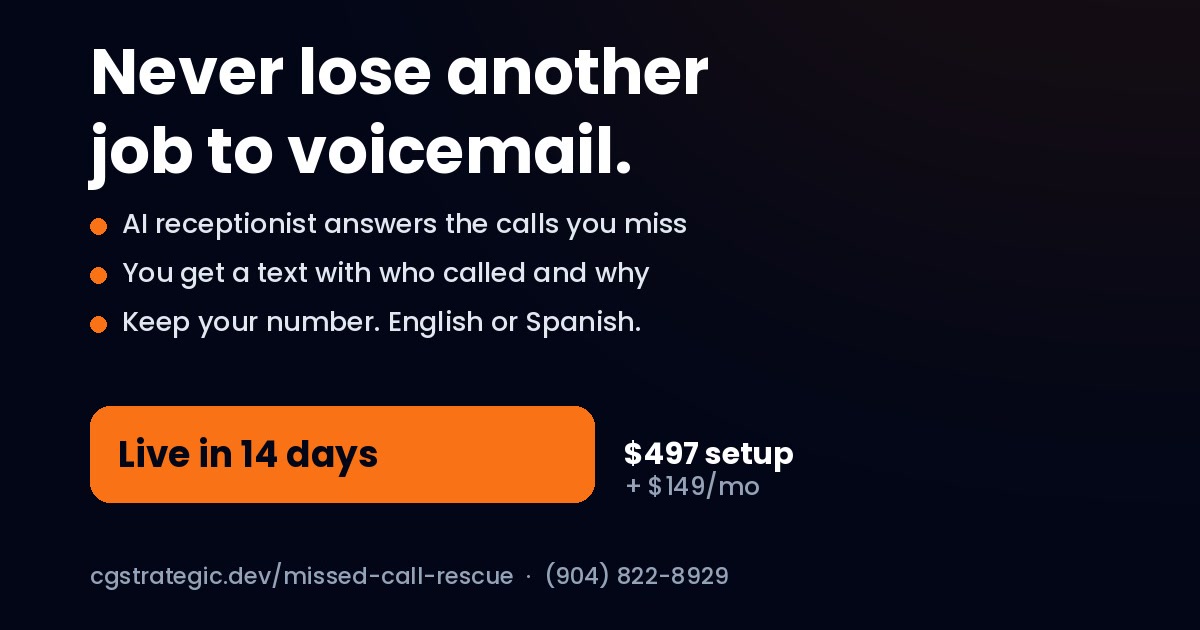 Never lose another
job to voicemail.
AI receptionist answers the calls you miss
You get a text with who called and why
Keep your number. English or Spanish.
Live in 14 days
$497 setup
+ $149/mo
cgstrategic.dev/missed-call-rescue · (904) 822-8929